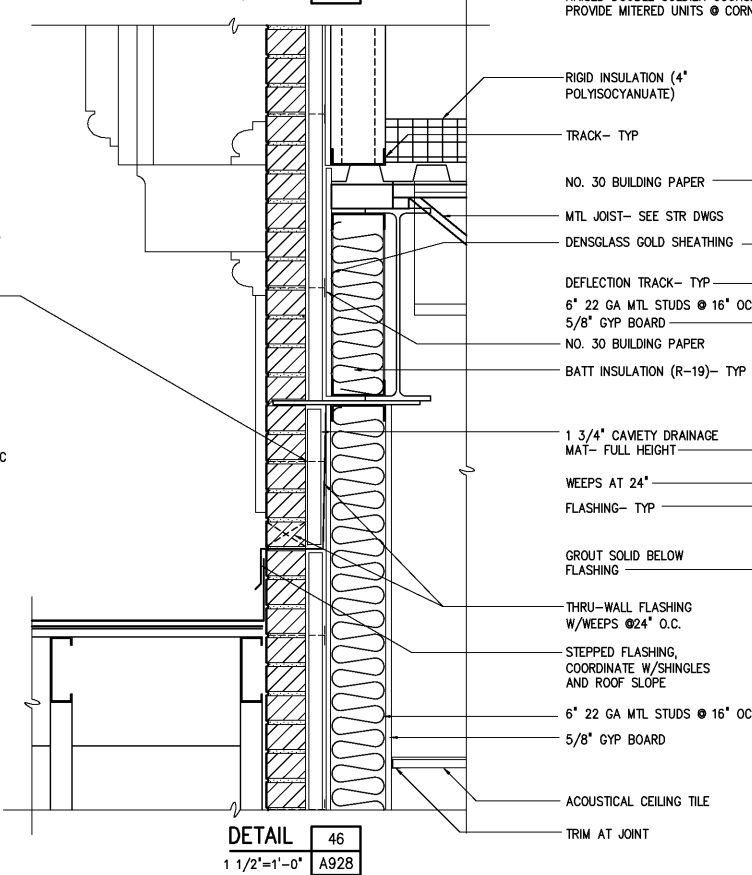 PROVIDE MITERED UNITS @ CORN
RIGID INSULATION (4"
POLYISOCYANUATE)
TRACK- TYP
NO. 30 BUILDING PAPER
MTL JOIST- SEE STR DWGS
DENSGLASS GOLD SHEATHING
DEFLECTION TRACK- TYP
6" 22 GA MTL STUDS @ 16" OC
5/8" GYP BOARD
NO. 30 BUILDING PAPER
BATT INSULATION (R-19)- TYP
1 3/4" CAVIETY DRAINAGE
MAT- FULL HEIGHT
C
WEEPS AT 24"
FLASHING- TYP
GROUT SOLID BELOW
FLASHING
THRU-WALL FLASHING
W/WEEPS @24" O.C.
STEPPED FLASHING,
COORDINATE W/SHINGLES
AND ROOF SLOPE
6" 22 GA MTL STUDS @ 16" OC
5/8" GYP BOARD
ACOUSTICAL CEILING TILE
TRIM AT JOINT
DETAIL 46
1 1/2"=1'-0" A928